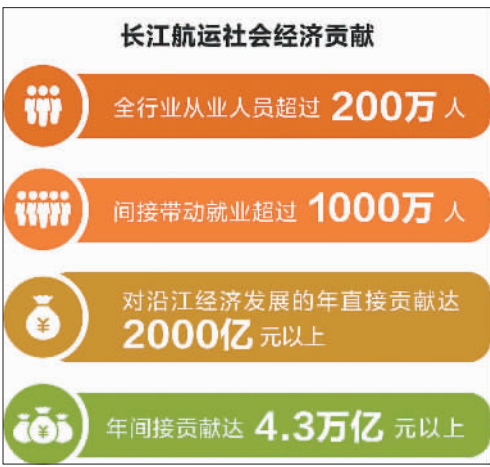 长江航运社会经济贡献
全行业从业人员超过 200万 人
间接带动就业超过 1000万 人
¥
对沿江经济发展的年直接贡献达
2000亿 元以上
¥
年间接贡献达 4.3万亿 元以上